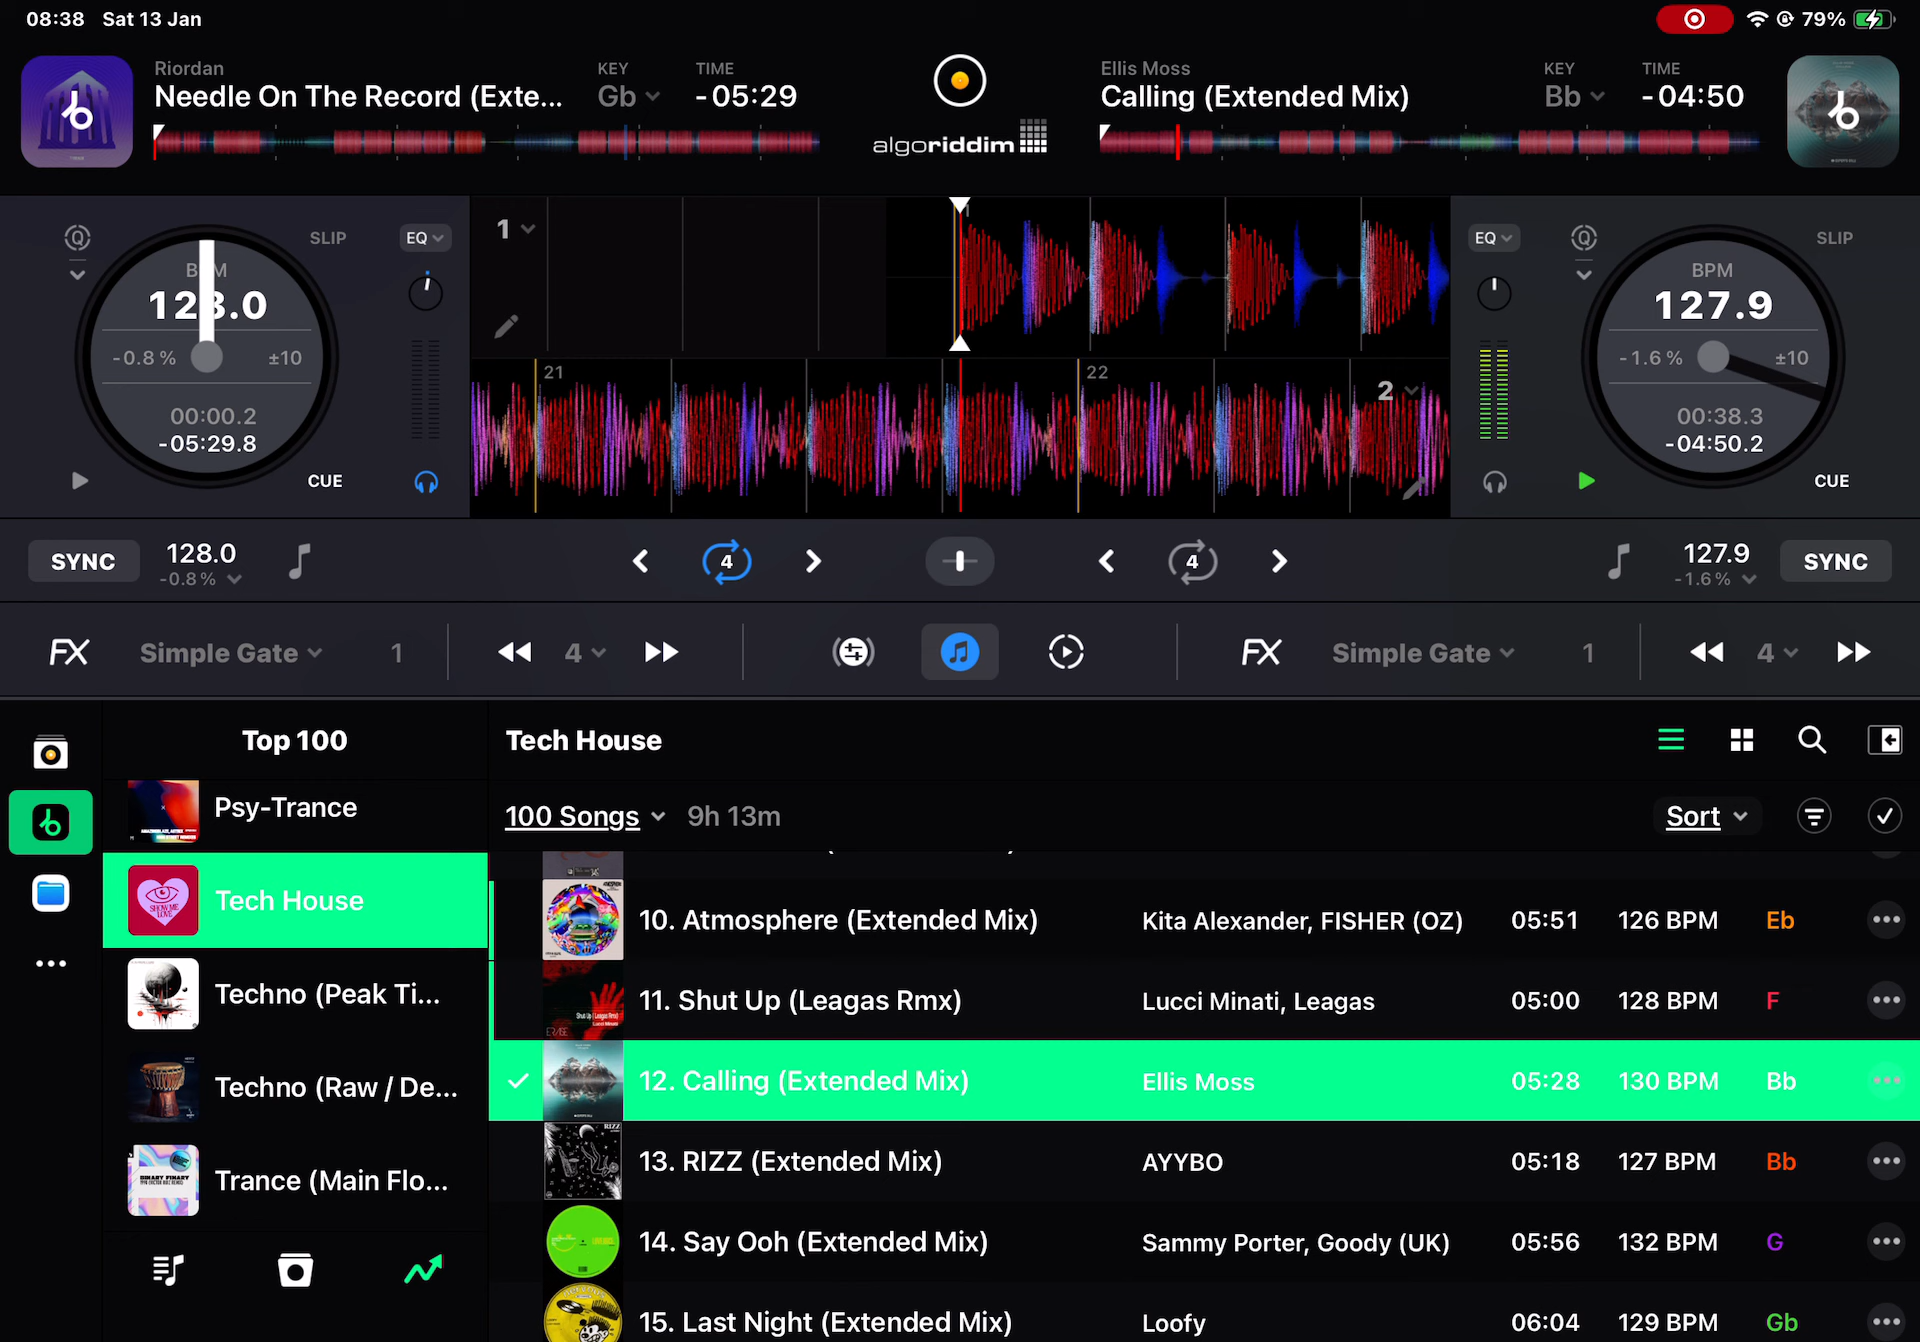 08:38 Sat 13 Jan
79%
Riordan
Needle On The Record (Exte...
KEY
Gb
TIME
-05:29
algoriddim
Ellis Moss
Calling (Extended Mix)
KEY
Bb
TIME
-04:50
SLIP
EQ
BPM
128.0
-0.8 %
±10
00:00.2
-05:29.8
CUE
1
1
21
22
2
EQ
SLIP
BPM
127.9
-1.6 %
±10
00:38.3
-04:50.2
CUE
SYNC
128.0
-0.8 %
4
4
127.9
-1.6 %
SYNC
FX
Simple Gate
1
4
FX
Simple Gate
1
4
Top 100
Tech House
Psy-Trance
Tech House
Techno (Peak Ti...
Techno (Raw / De...
Trance (Main Flo...
100 Songs
9h 13m
Sort
10. Atmosphere (Extended Mix) Kita Alexander, FISHER (OZ) 05:51 126 BPM Eb
11. Shut Up (Leagas Rmx) Lucci Minati, Leagas 05:00 128 BPM F
12. Calling (Extended Mix) Ellis Moss 05:28 130 BPM Bb
13. RIZZ (Extended Mix) AYYBO 05:18 127 BPM Bb
14. Say Ooh (Extended Mix) Sammy Porter, Goody (UK) 05:56 132 BPM G
15. Last Night (Extended Mix) Loofy 06:04 129 BPM Gb